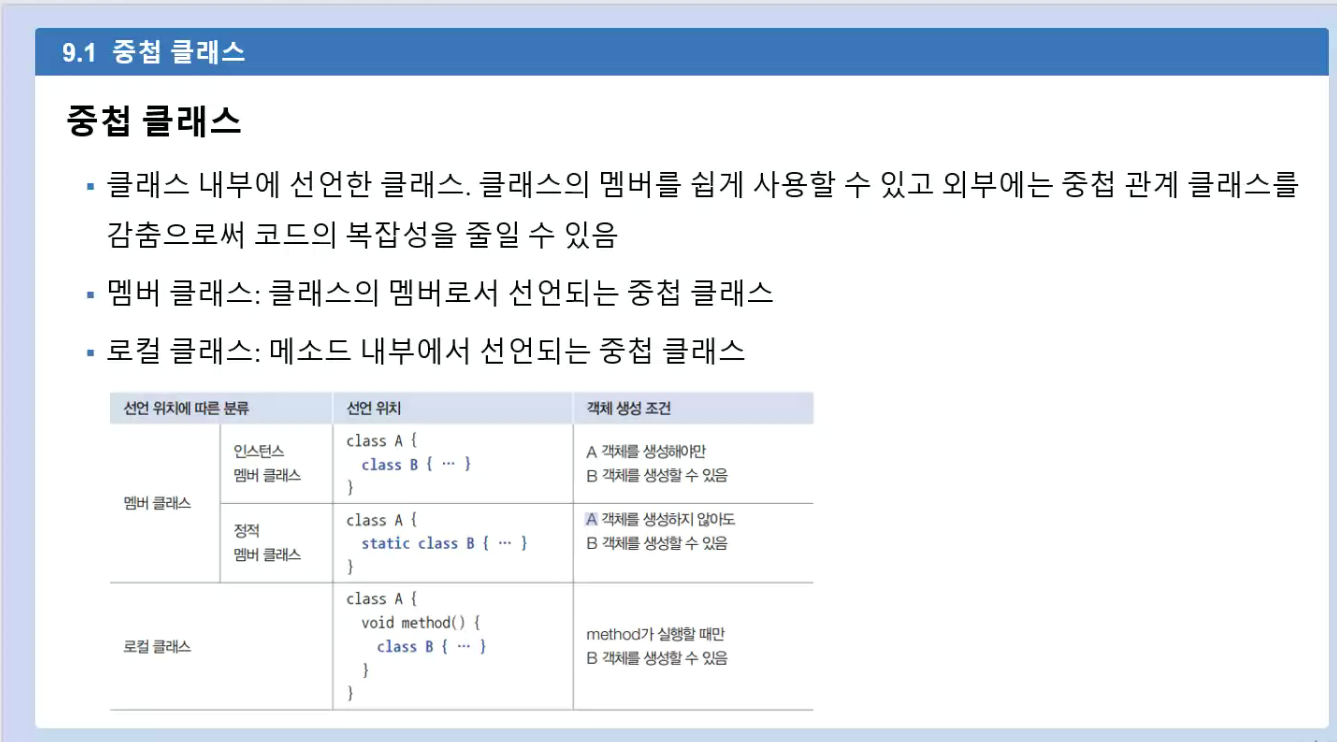 9.1 중첩 클래스
중첩 클래스
▪ 클래스 내부에 선언한 클래스. 클래스의 멤버를 쉽게 사용할 수 있고 외부에는 중첩 관계 클래스를
감춤으로써 코드의 복잡성을 줄일 수 있음
▪ 멤버 클래스: 클래스의 멤버로서 선언되는 중첩 클래스
▪ 로컬 클래스: 메소드 내부에서 선언되는 중첩 클래스
선언 위치에 따른 분류 선언 위치 객체 생성 조건
멤버 클래스
인스턴스
멤버 클래스
class A {
class B { ··· }
}
A 객체를 생성해야만
B 객체를 생성할 수 있음
정적
멤버 클래스
class A {
static class B { ··· }
}
A 객체를 생성하지 않아도
B 객체를 생성할 수 있음
로컬 클래스
class A {
void method() {
class B { ··· }
}
}
method가 실행할 때만
B 객체를 생성할 수 있음